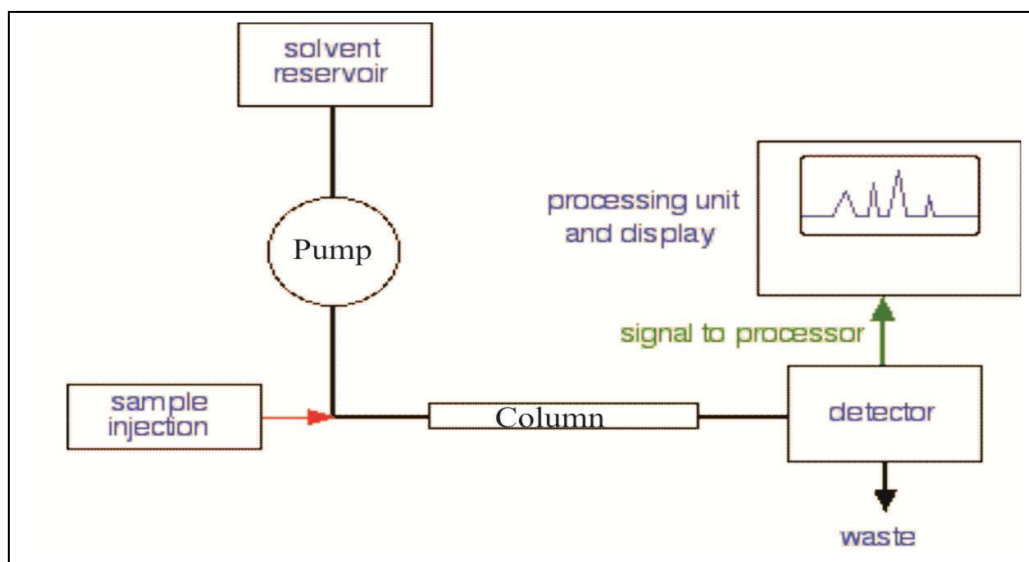 solvent
reservoir
Pump
processing unit
and display
signal to processor
sample
injection
Column
detector
waste